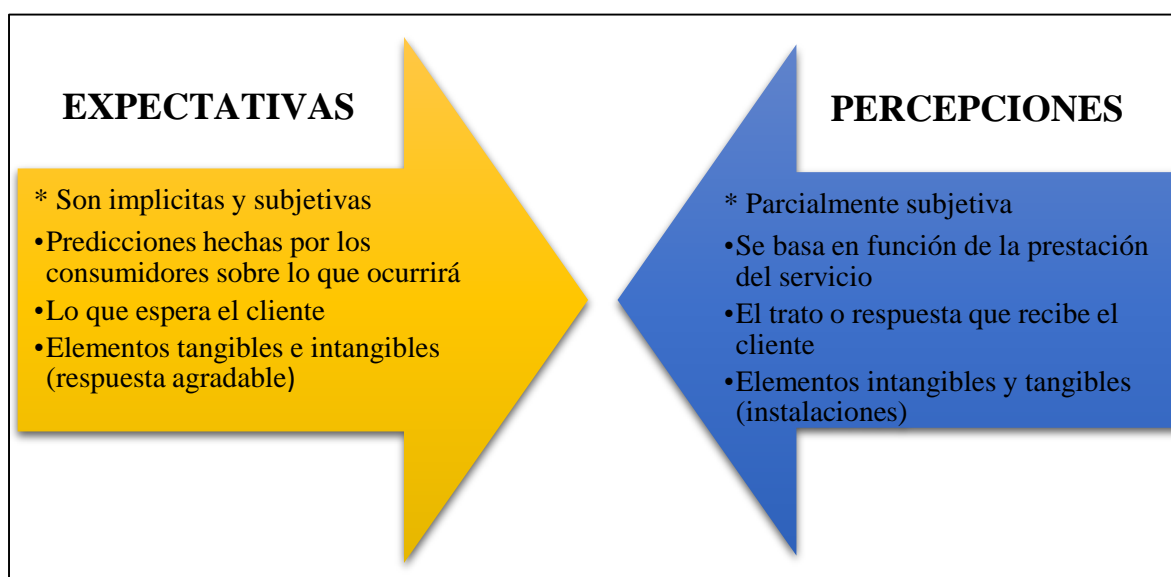 EXPECTATIVAS
* Son implicitas y subjetivas
•Predicciones hechas por los
consumidores sobre lo que ocurrirá
•Lo que espera el cliente
•Elementos tangibles e intangibles
(respuesta agradable)
PERCEPCIONES
* Parcialmente subjetiva
•Se basa en función de la prestación
del servicio
•El trato o respuesta que recibe el
cliente
•Elementos intangibles y tangibles
(instalaciones)